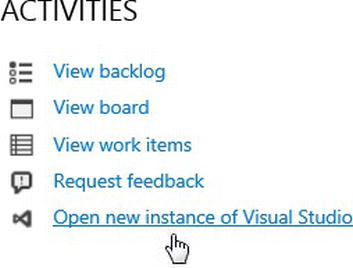 ACTIVITIES
View backlog
View board
View work items
Request feedback
Open new instance of Visual Studio